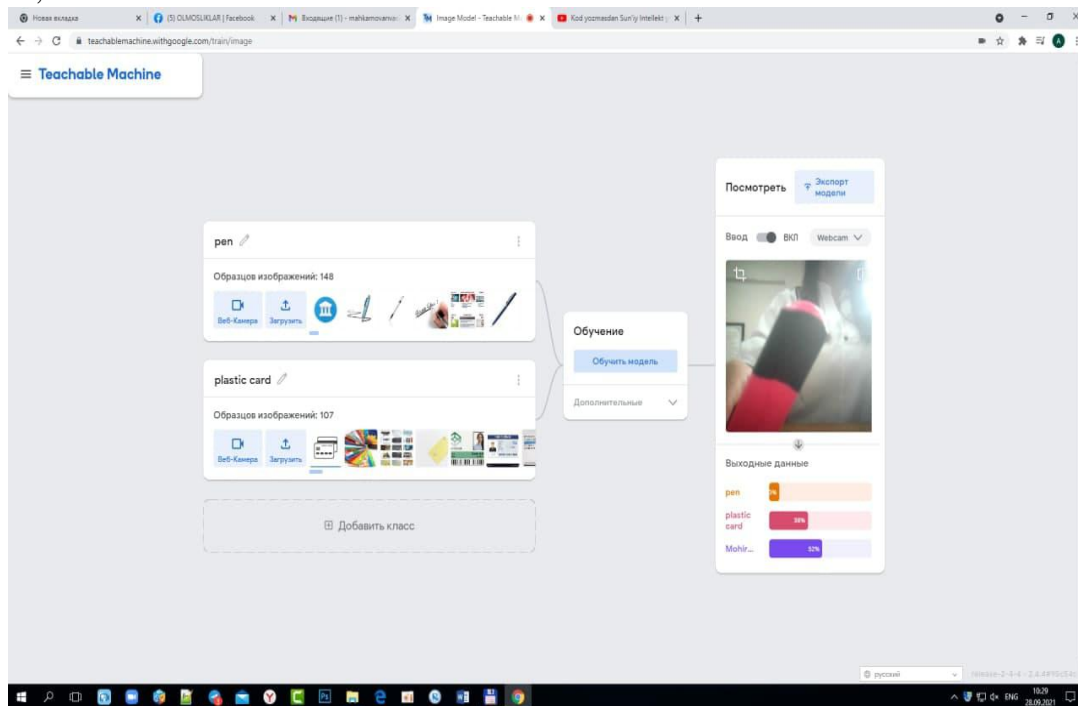 Новая вкладка
(5) OLMOSLIKLAR | Facebook
Входящие (1) - mahkamovamav
Image Model - Teachable M
Kod yozmasdan Sun'iy Intellekt
teachablemachine.withgoogle.com/train/image
Teachable Machine
pen
Образцов изображений: 148
Веб-Камера
Загрузить
plastic card
Образцов изображений: 107
Веб-Камера
Загрузить
Добавить класс
Обучение
Обучить модель
Дополнительные
Посмотреть
Экспорт
модели
Ввод
ВКЛ
Webcam
Выходные данные
pen
plastic
card
38%
Mohir...
52%
русский
ENG
10:29
28.09.2021